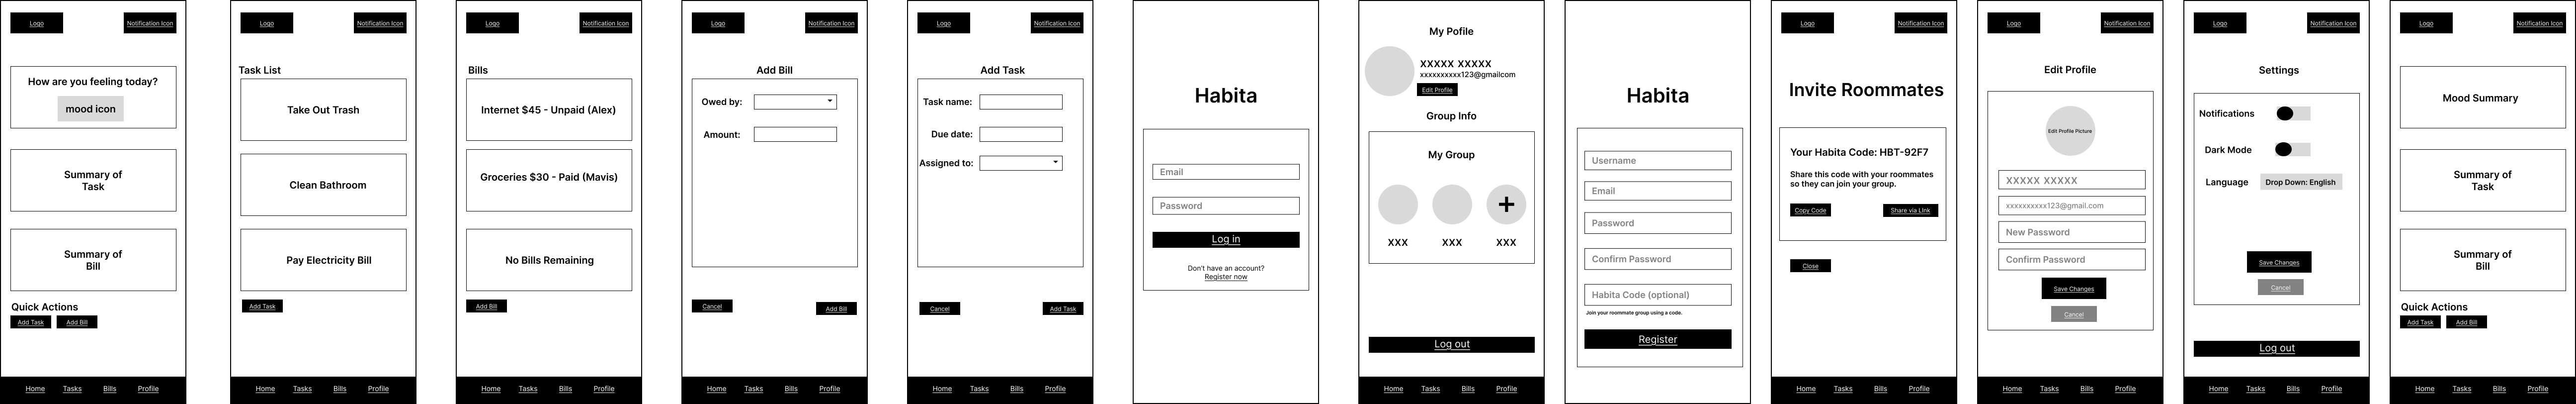 Logo
Notification Icon
How are you feeling today?
mood icon
Summary of
Task
Summary of
Bill
Quick Actions
Add Task
Add Bill
Home
Tasks
Bills
Profile
Logo
Notification Icon
Task List
Take Out Trash
Clean Bathroom
Pay Electricity Bill
Add Task
Home
Tasks
Bills
Profile
Logo
Notification Icon
Bills
Internet $45 - Unpaid (Alex)
Groceries $30 - Paid (Mavis)
No Bills Remaining
Add Bill
Home
Tasks
Bills
Profile
Logo
Notification Icon
Add Bill
Owed by:
Amount:
Cancel
Add Bill
Home
Tasks
Bills
Profile
Logo
Notification Icon
Add Task
Task name:
Due date:
Assigned to:
Cancel
Add Task
Home
Tasks
Bills
Profile
Habita
Email
Password
Log in
Don't have an account?
Register now
My Pofile
XXXXX XXXXX
xxxxxxxxxx123@gmailcom
Edit Profile
Group Info
My Group
+
XXX
XXX
XXX
Log out
Home
Tasks
Bills
Profile
Habita
Username
Email
Password
Confirm Password
Habita Code (optional)
Join your roommate group using a code.
Register
Logo
Notification Icon
Invite Roommates
Your Habita Code: HBT-92F7
Share this code with your roommates
so they can join your group.
Copy Code
Share via LInk
Close
Home
Tasks
Bills
Profile
Logo
Notification Icon
Edit Profile
Edit Profile Picture
XXXXX XXXXX
xxxxxxxxxx123@gmail.com
New Password
Confirm Password
Save Changes
Cancel
Home
Tasks
Bills
Profile
Logo
Notification Icon
Settings
Notifications
Dark Mode
Language
Drop Down: English
Save Changes
Cancel
Log out
Home
Tasks
Bills
Profile
Logo
Notification Icon
Mood Summary
Summary of
Task
Summary of
Bill
Quick Actions
Add Task
Add Bill
Home
Tasks
Bills
Profile